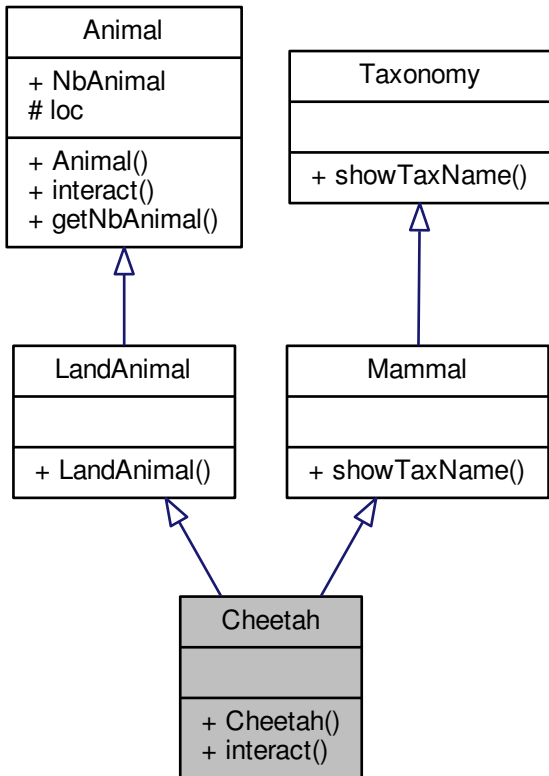 Animal
+ NbAnimal
# loc
+ Animal()
+ interact()
+ getNbAnimal()
Taxonomy
+ showTaxName()
LandAnimal
+ LandAnimal()
Mammal
+ showTaxName()
Cheetah
+ Cheetah()
+ interact()